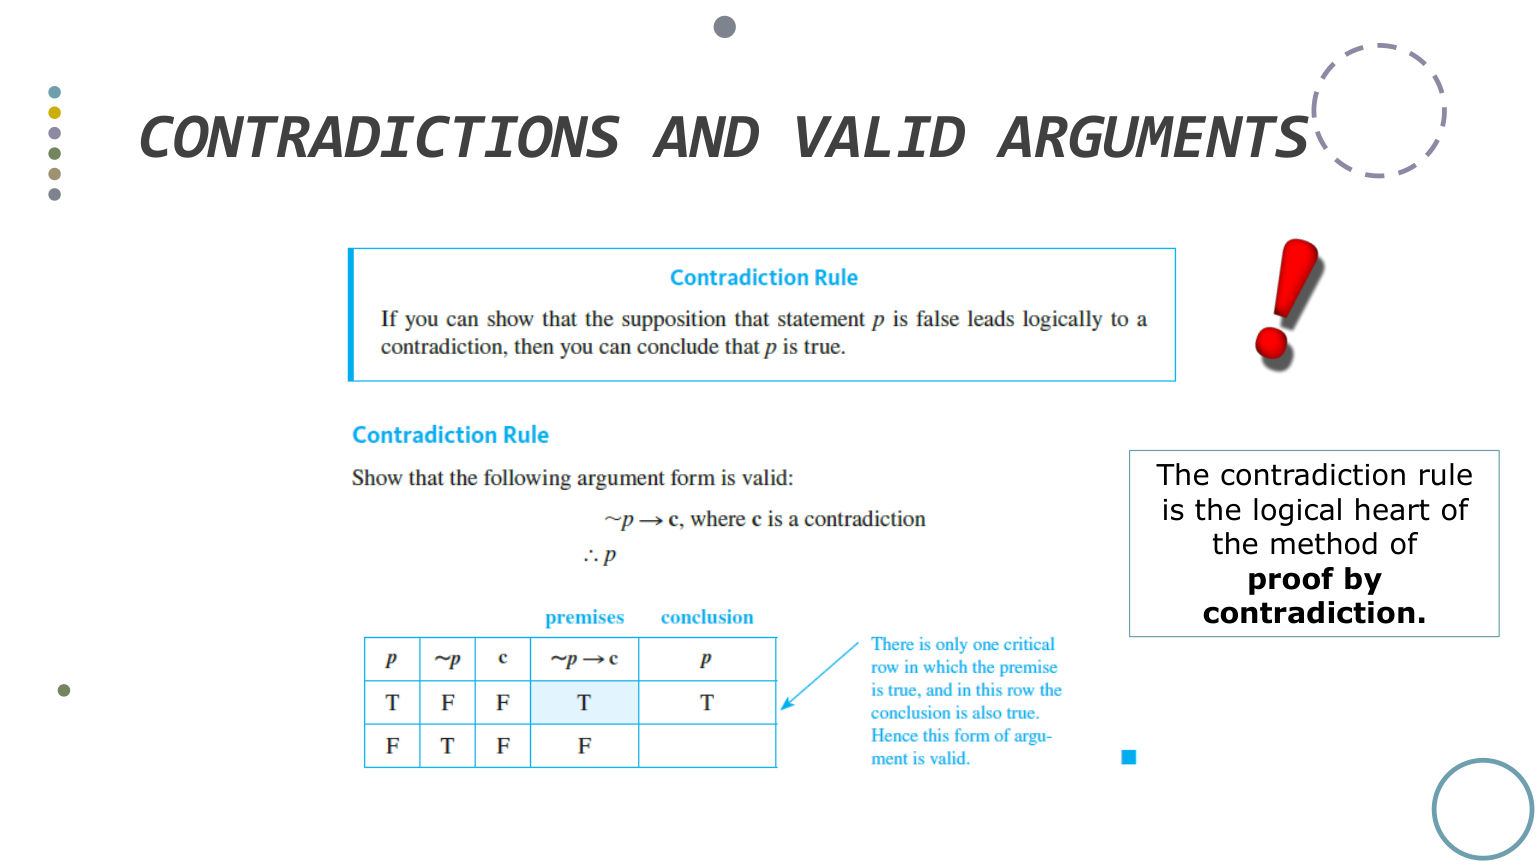 CONTRADICTIONS AND VALID ARGUMENTS
Contradiction Rule
If you can show that the supposition that statement p is false leads logically to a
contradiction, then you can conclude that p is true.
Contradiction Rule
Show that the following argument form is valid:
~p → c, where c is a contradiction
∴ p
premises conclusion
p ~p c ~p → c p
T F F T T
F T F F
There is only one critical
row in which the premise
is true, and in this row the
conclusion is also true.
Hence this form of argu-
ment is valid.
The contradiction rule
is the logical heart of
the method of
proof by
contradiction.